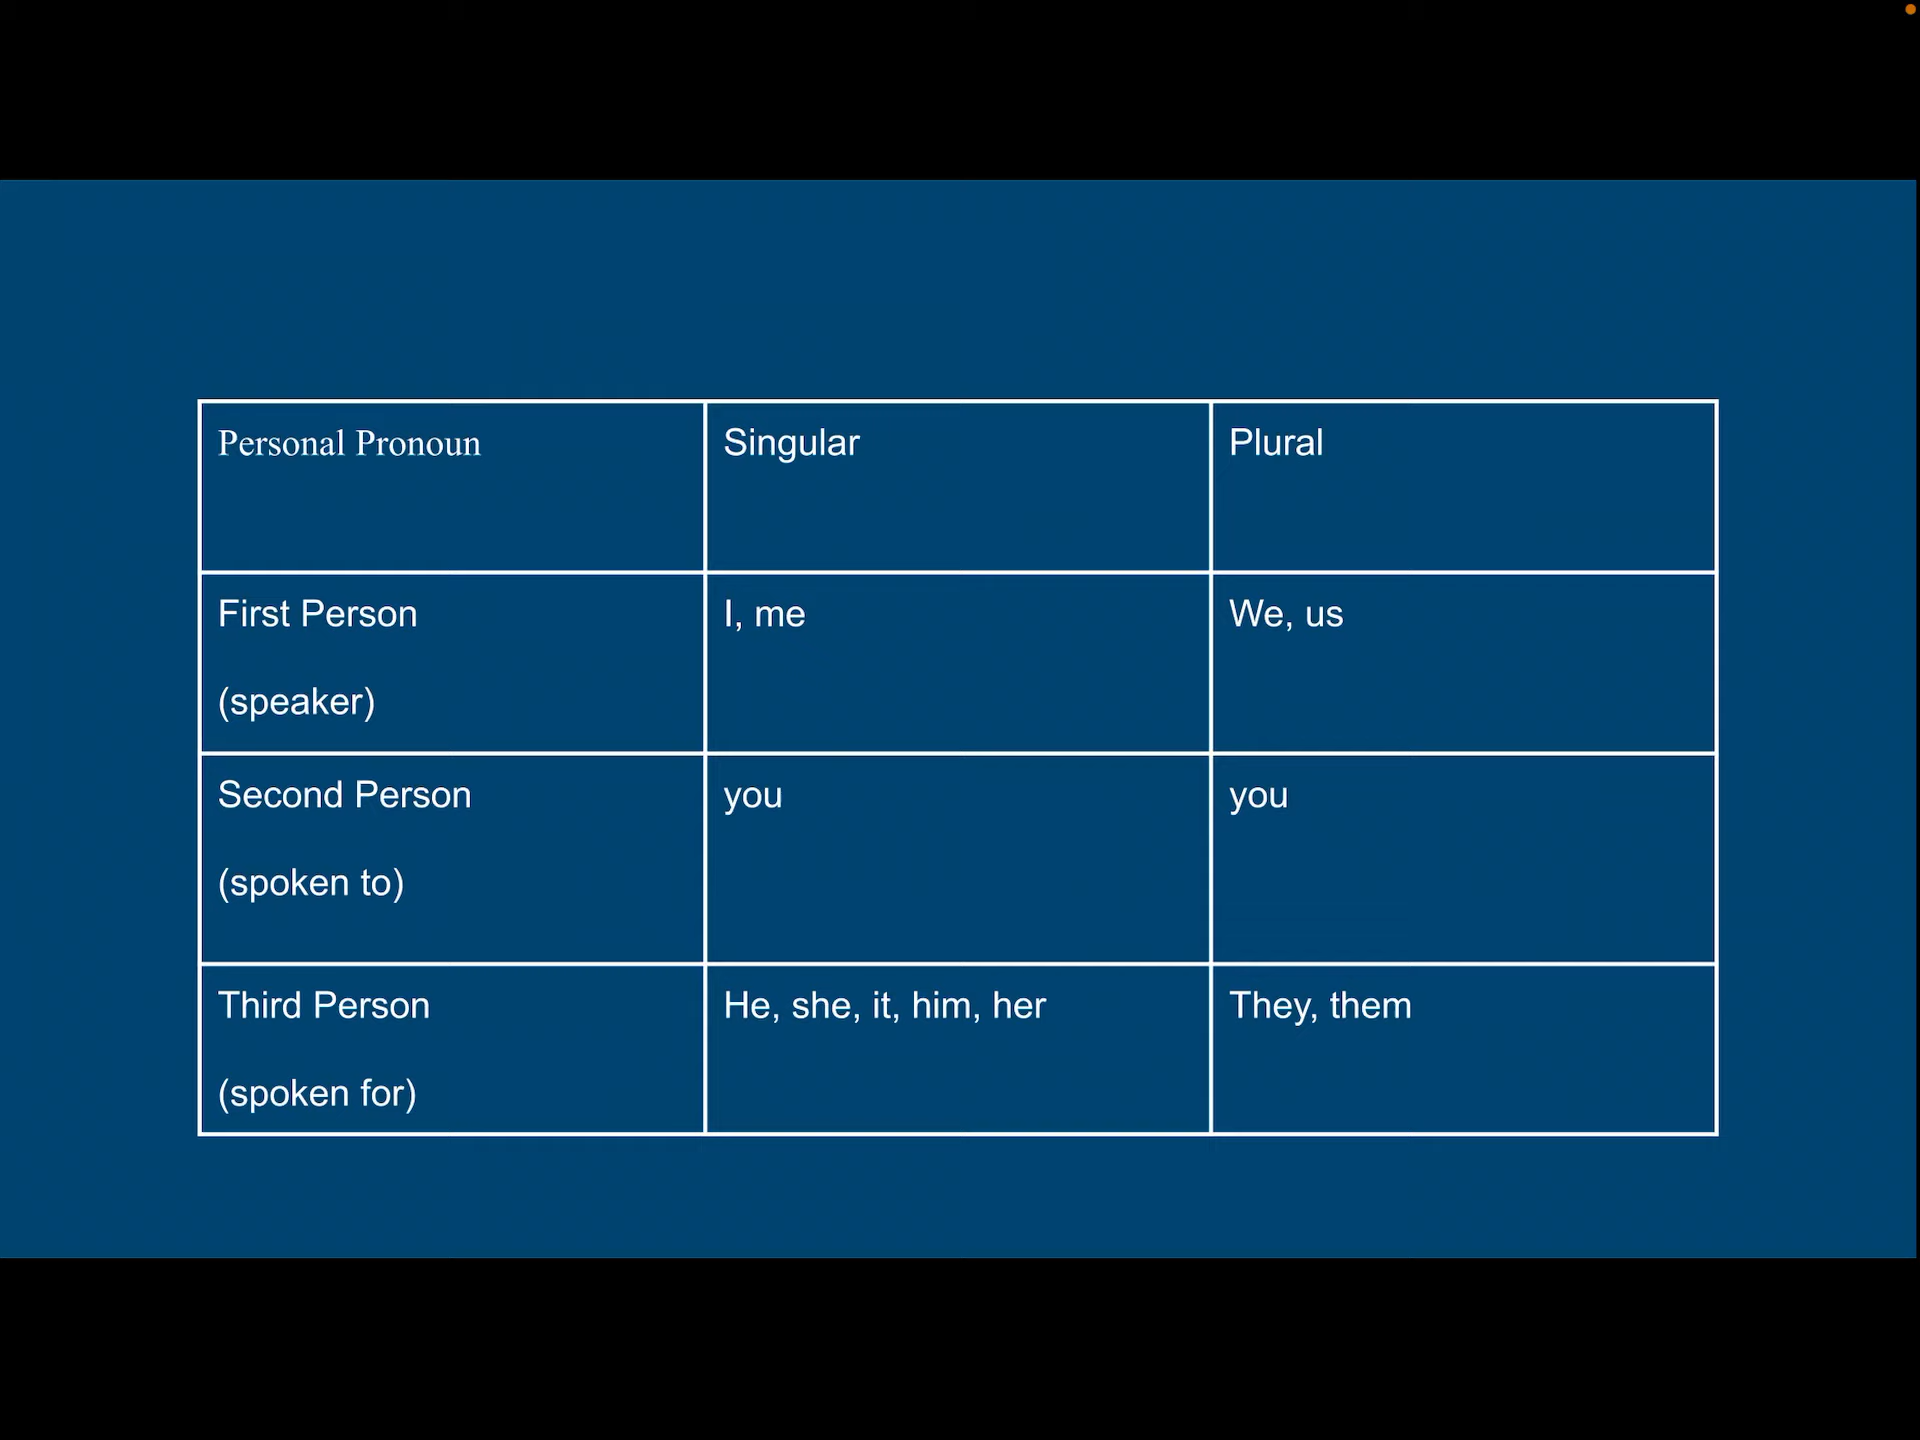 Personal Pronoun
Singular
Plural
First Person
(speaker)
I, me
We, us
Second Person
(spoken to)
you
you
Third Person
(spoken for)
He, she, it, him, her
They, them